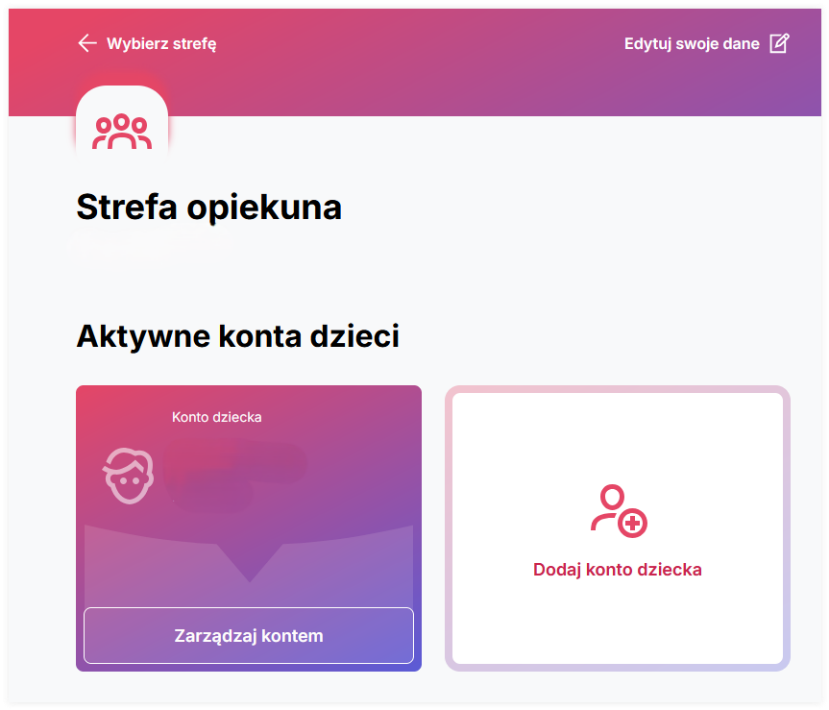 Wybierz strefę
Edytuj swoje dane
Strefa opiekuna
Aktywne konta dzieci
Konto dziecka
Zarządzaj kontem
Dodaj konto dziecka